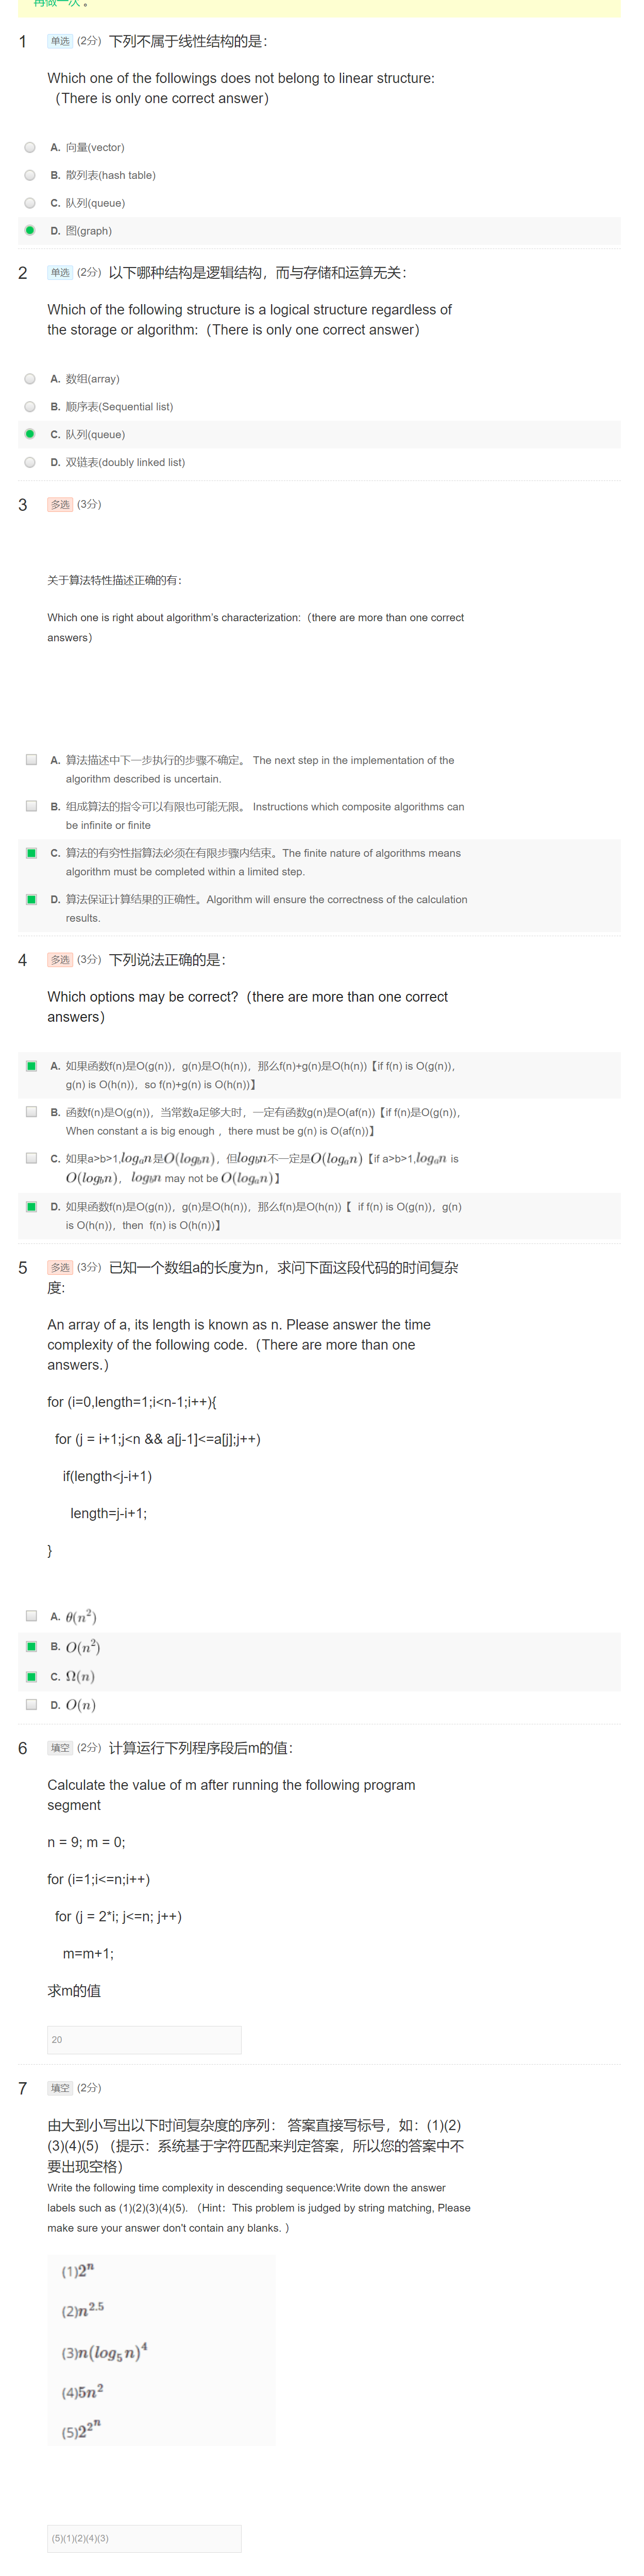 再做一次 。
1 单选 (2分) 下列不属于线性结构的是：
Which one of the followings does not belong to linear structure:
（There is only one correct answer）
A. 向量(vector)
B. 散列表(hash table)
C. 队列(queue)
D. 图(graph)
2 单选 (2分) 以下哪种结构是逻辑结构，而与存储和运算无关：
Which of the following structure is a logical structure regardless of
the storage or algorithm:（There is only one correct answer）
A. 数组(array)
B. 顺序表(Sequential list)
C. 队列(queue)
D. 双链表(doubly linked list)
3 多选 (3分)
关于算法特性描述正确的有：
Which one is right about algorithm's characterization:（there are more than one correct
answers）
A. 算法描述中下一步执行的步骤不确定。 The next step in the implementation of the
algorithm described is uncertain.
B. 组成算法的指令可以有限也可能无限。 Instructions which composite algorithms can
be infinite or finite
C. 算法的有穷性指算法必须在有限步骤内结束。The finite nature of algorithms means
algorithm must be completed within a limited step.
D. 算法保证计算结果的正确性。Algorithm will ensure the correctness of the calculation
results.
4 多选 (3分) 下列说法正确的是：
Which options may be correct?（there are more than one correct
answers）
A. 如果函数f(n)是O(g(n))，g(n)是O(h(n))，那么f(n)+g(n)是O(h(n))【if f(n) is O(g(n))，
g(n) is O(h(n))，so f(n)+g(n) is O(h(n))】
B. 函数f(n)是O(g(n))，当常数a足够大时，一定有函数g(n)是O(af(n))【if f(n)是O(g(n))，
When constant a is big enough ，there must be g(n) is O(af(n))】
C. 如果a>b>1,logₐn是O(log_b n)，但log_b n不一定是O(logₐn)【if a>b>1,logₐn is
O(log_b n)， log_b n may not be O(logₐn)】
D. 如果函数f(n)是O(g(n))，g(n)是O(h(n))，那么f(n)是O(h(n))【 if f(n) is O(g(n))，g(n)
is O(h(n))，then f(n) is O(h(n))】
5 多选 (3分) 已知一个数组a的长度为n，求问下面这段代码的时间复杂
度:
An array of a, its length is known as n. Please answer the time
complexity of the following code.（There are more than one
answers.）
for (i=0,length=1;i<n-1;i++){
for (j = i+1;j<n && a[j-1]<=a[j];j++)
if(length<j-i+1)
length=j-i+1;
}
A. θ(n²)
B. O(n²)
C. Ω(n)
D. O(n)
6 填空 (2分) 计算运行下列程序段后m的值：
Calculate the value of m after running the following program
segment
n = 9; m = 0;
for (i=1;i<=n;i++)
for (j = 2*i; j<=n; j++)
m=m+1;
求m的值
20
7 填空 (2分)
由大到小写出以下时间复杂度的序列： 答案直接写标号，如：(1)(2)
(3)(4)(5) （提示：系统基于字符匹配来判定答案，所以您的答案中不
要出现空格）
Write the following time complexity in descending sequence:Write down the answer
labels such as (1)(2)(3)(4)(5). （Hint：This problem is judged by string matching, Please
make sure your answer don't contain any blanks. ）
(1)2ⁿ
(2)n^2.5
(3)n(log₅n)⁴
(4)5n²
(5)2^2^n
(5)(1)(2)(4)(3)